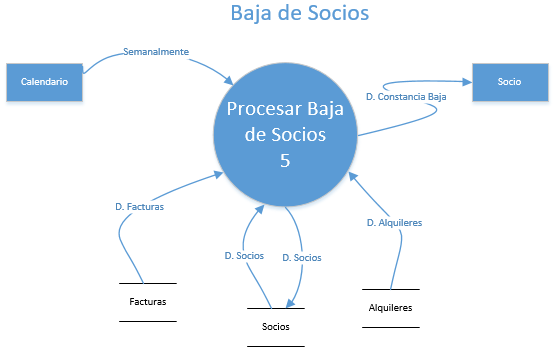 Baja de Socios
Semanalmente
Calendario
Socio
D. Constancia Baja
Procesar Baja
de Socios
5
D. Facturas
D. Alquileres
D. Socios
D. Socios
Facturas
Alquileres
Socios